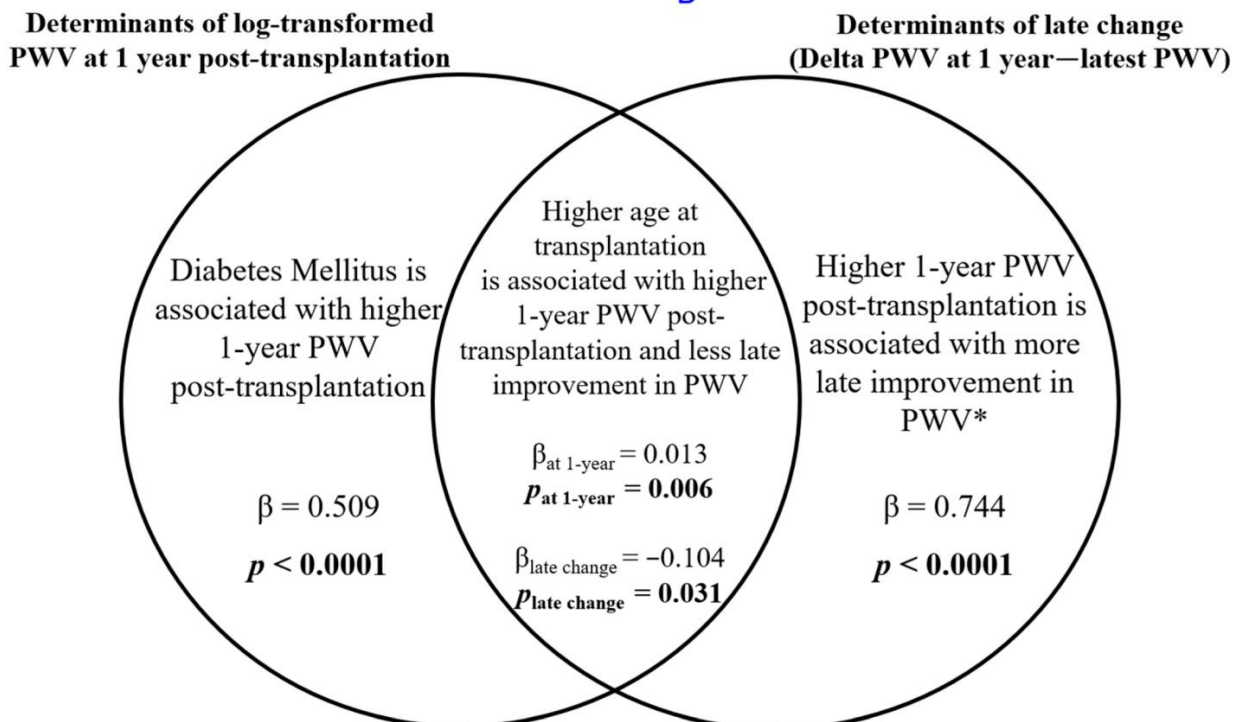 Determinants of log-transformed
PWV at 1 year post-transplantation
Determinants of late change
(Delta PWV at 1 year—latest PWV)
Diabetes Mellitus is
associated with higher
1-year PWV
post-transplantation
β = 0.509
p < 0.0001
Higher age at
transplantation
is associated with higher
1-year PWV post-
transplantation and less late
improvement in PWV
βat 1-year = 0.013
pat 1-year = 0.006
βlate change = −0.104
plate change = 0.031
Higher 1-year PWV
post-transplantation is
associated with more
late improvement in
PWV*
β = 0.744
p < 0.0001